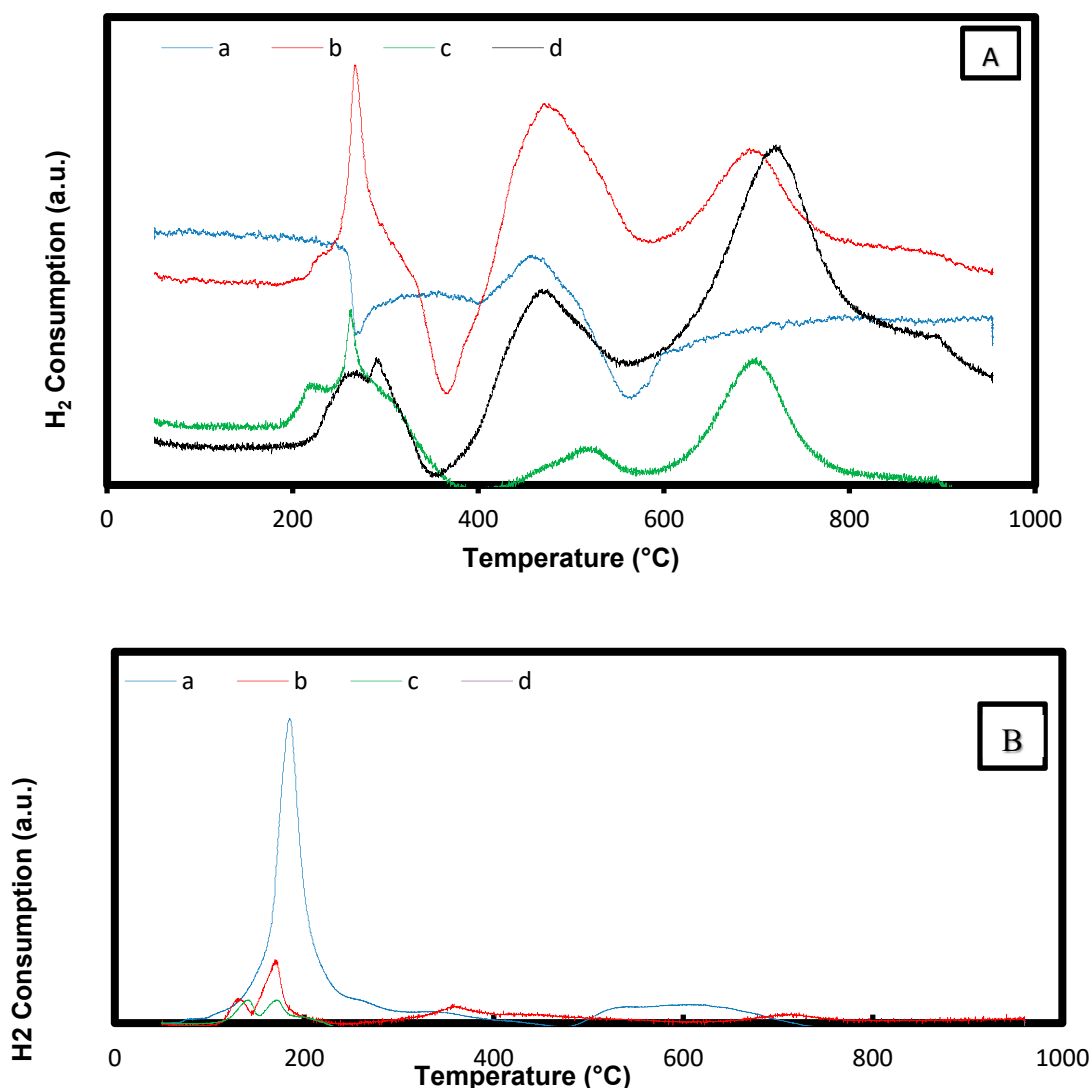 a b c d
A
H₂ Consumption (a.u.)
0 200 400 600 800 1000
Temperature (°C)
a b c d
B
H2 Consumption (a.u.)
0 200 400 600 800 1000
Temperature (°C)